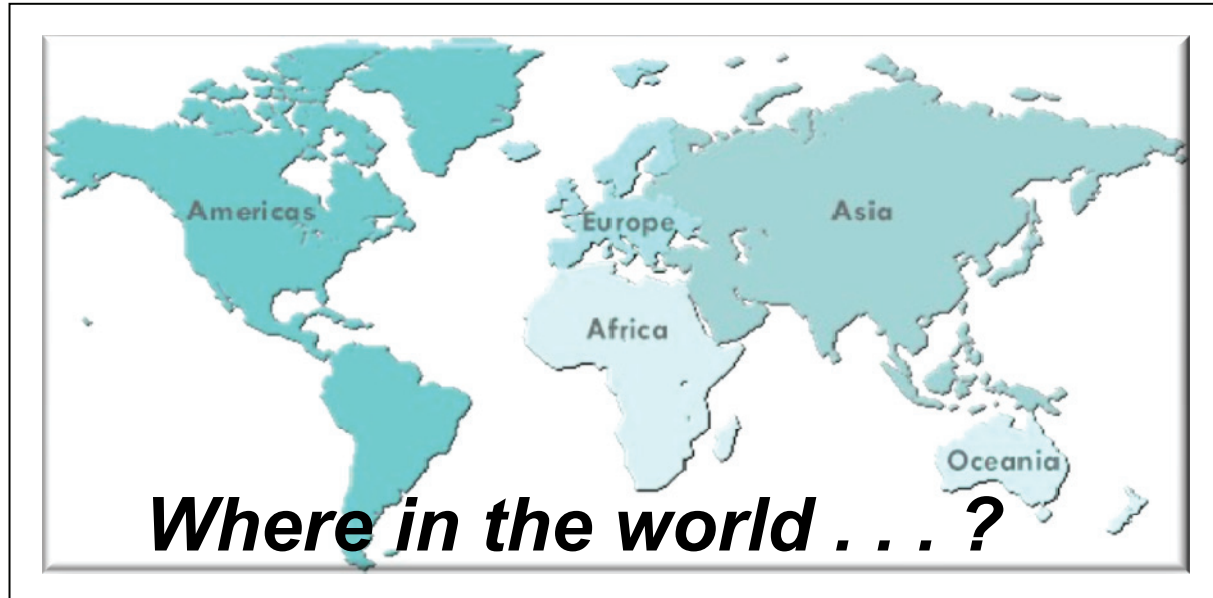 Americas
Europe
Asia
Africa
Oceania
Where in the world . . . ?